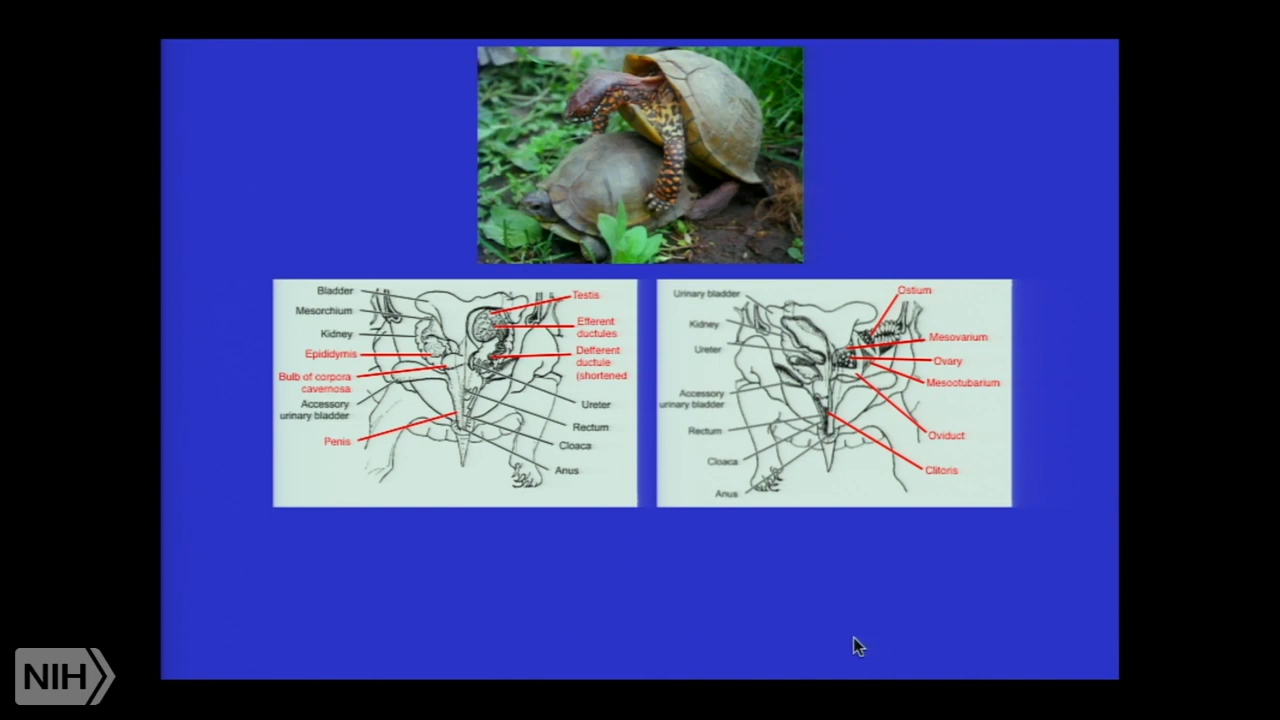 Bladder
Mesorchium
Kidney
Epididymis
Bulb of corpora
cavernosa
Accessory
urinary bladder
Penis
Testis
Efferent
ductules
Defferent
ductule
(shortened
Ureter
Rectum
Cloaca
Anus
Urinary bladder
Kidney
Ureter
Accessory
urinary bladder
Rectum
Cloaca
Anus
Ostium
Mesovarium
Ovary
Mesootubarium
Oviduct
Clitoris
NIH